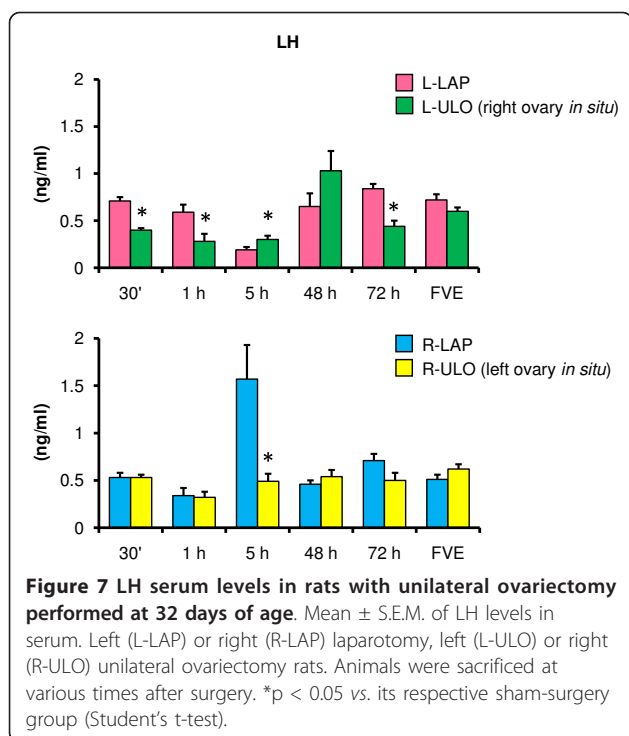 LH
2
1.5
1
0.5
0
(ng/ml)
L-LAP
L-ULO (right ovary in situ)
* * * *
30' 1 h 5 h 48 h 72 h FVE
2
1.5
1
0.5
0
(ng/ml)
R-LAP
R-ULO (left ovary in situ)
*
30' 1 h 5 h 48 h 72 h FVE
Figure 7 LH serum levels in rats with unilateral ovariectomy
performed at 32 days of age. Mean ± S.E.M. of LH levels in
serum. Left (L-LAP) or right (R-LAP) laparotomy, left (L-ULO) or right
(R-ULO) unilateral ovariectomy rats. Animals were sacrificed at
various times after surgery. *p < 0.05 vs. its respective sham-surgery
group (Student's t-test).